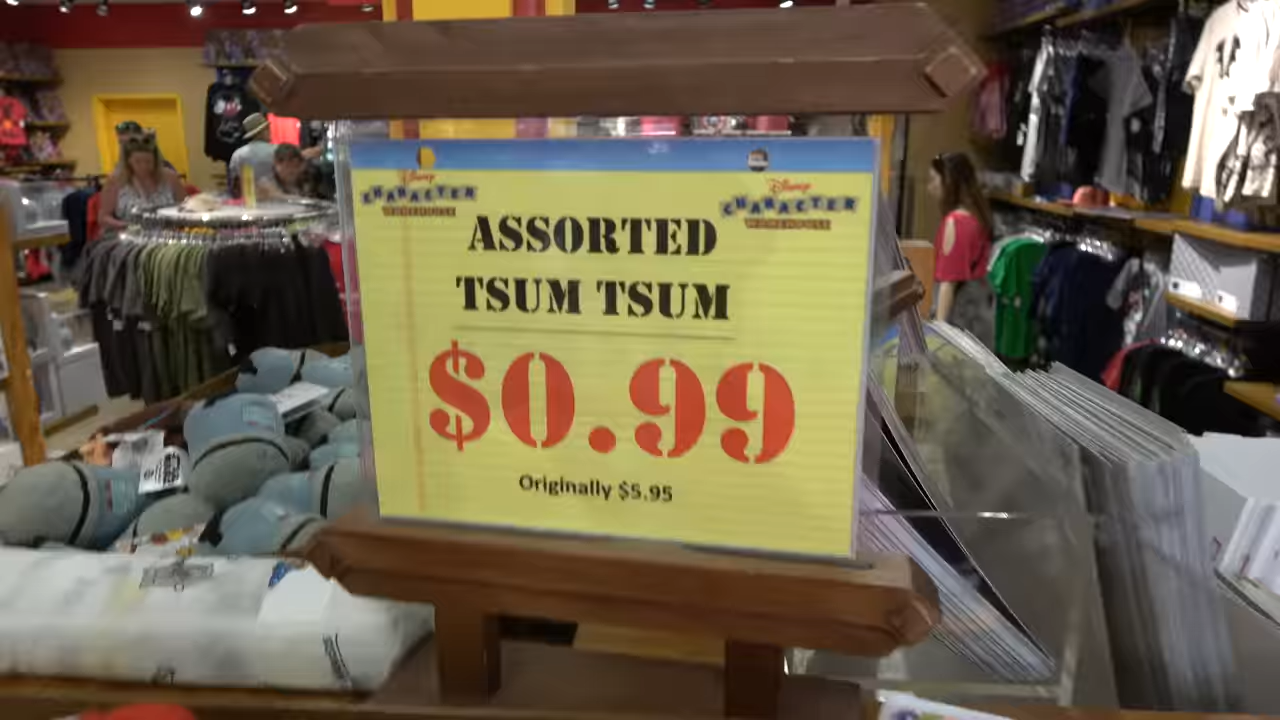 Disney
CHARACTER
WAREHOUSE
Disney
CHARACTER
WAREHOUSE
ASSORTED
TSUM TSUM
$0.99
Originally $5.95